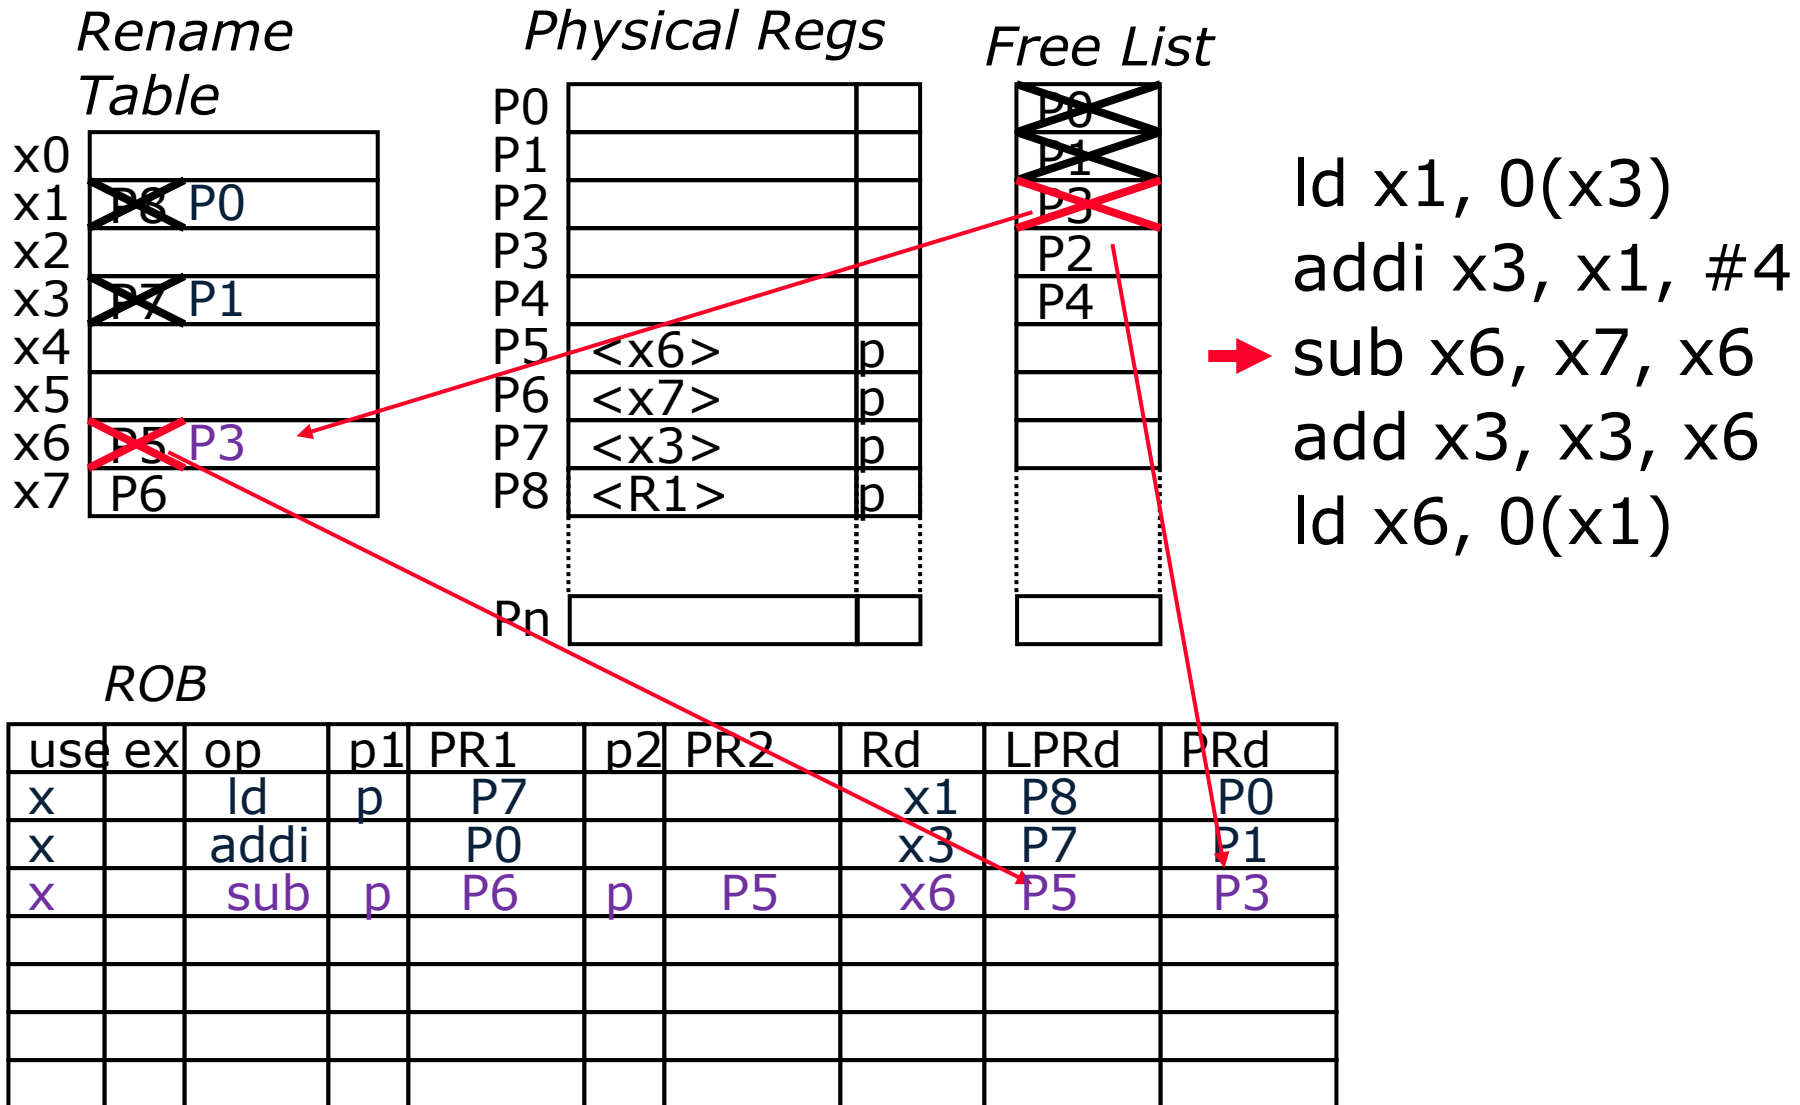 Rename
Table
x0
x1 P8 P0
x2
x3 P7 P1
x4
x5
x6 P5 P3
x7 P6
Physical Regs
P0
P1
P2
P3
P4
P5 <x6> p
P6 <x7> p
P7 <x3> p
P8 <R1> p
Pn
Free List
P0
P1
P3
P2
P4
ld x1, 0(x3)
addi x3, x1, #4
sub x6, x7, x6
add x3, x3, x6
ld x6, 0(x1)
ROB
use ex op p1 PR1 p2 PR2 Rd LPRd PRd
x ld p P7 x1 P8 P0
x addi P0 x3 P7 P1
x sub p P6 p P5 x6 P5 P3